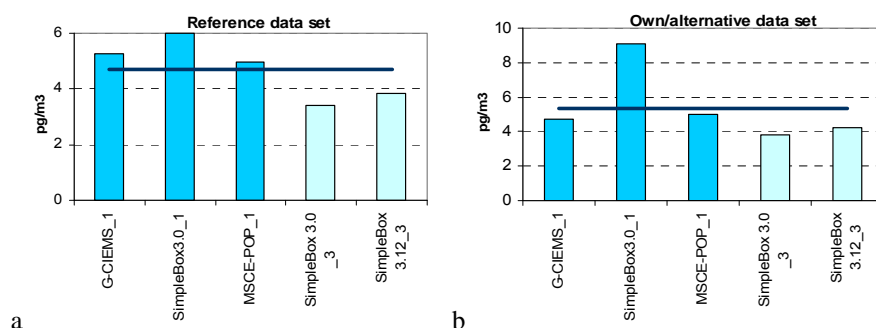 Reference data set
pg/m3
6
4
2
0
G-CIEMS_1
SimpleBox3.0_1
MSCE-POP_1
SimpleBox 3.0
_3
SimpleBox
3.12_3
a
Own/alternative data set
pg/m3
10
8
6
4
2
0
G-CIEMS_1
SimpleBox3.0_1
MSCE-POP_1
SimpleBox 3.0
_3
SimpleBox
3.12_3
b